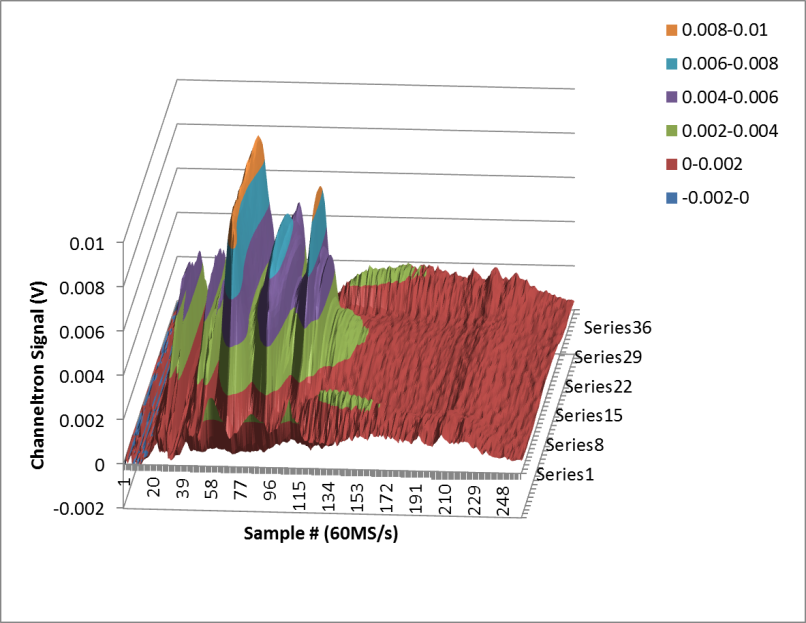 0.008-0.01
0.006-0.008
0.004-0.006
0.002-0.004
0-0.002
-0.002-0
0.01
0.008
0.006
0.004
0.002
0
-0.002
Channeltron Signal (V)
Series36
Series29
Series22
Series15
Series8
Series1
1 20 39 58 77 96 115 134 153 172 191 210 229 248
Sample # (60MS/s)